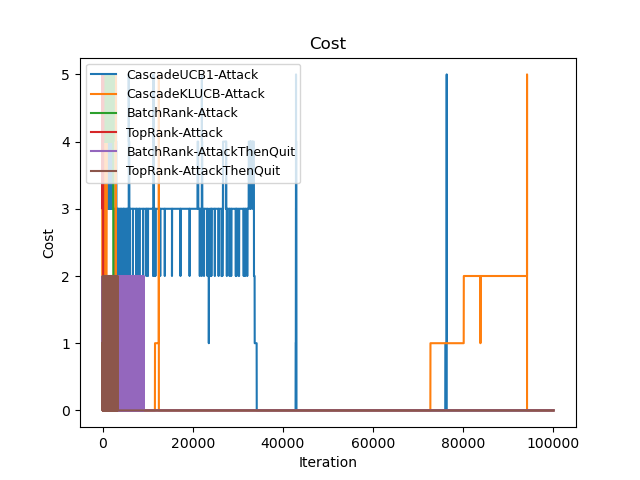 Cost
5
4
3
2
1
0
Cost
CascadeUCB1-Attack
CascadeKLUCB-Attack
BatchRank-Attack
TopRank-Attack
BatchRank-AttackThenQuit
TopRank-AttackThenQuit
0 20000 40000 60000 80000 100000
Iteration